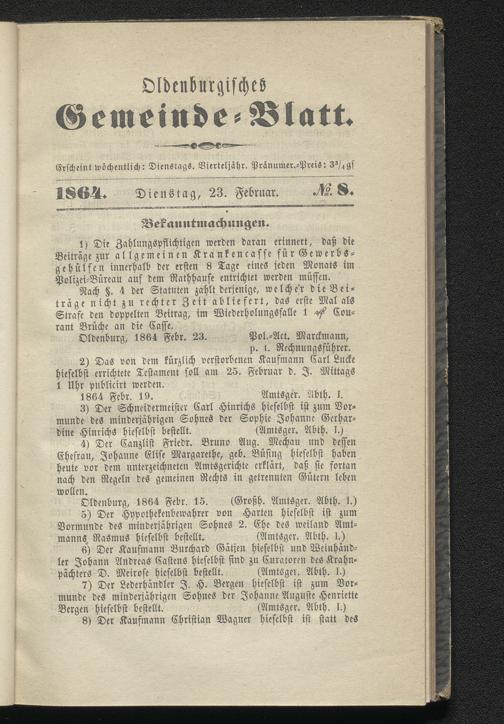 Oldenburgisches
Gemeinde-Blatt.
Erscheint wöchentlich: Dienstags. Vierteljähr. Pränumer.-Preis: 3¾ gſ
1864. Dienstag, 23. Februar. № 8.
Bekanntmachungen.
1) Die Zahlungspflichtigen werden daran erinnert, daß die
Beiträge zur allgemeinen Krankencasse für Gewerbs-
gehülfen innerhalb der ersten 8 Tage eines jeden Monats im
Polizei-Büreau auf dem Rathhause entrichtet werden müssen.
Nach §. 4 der Statuten zahlt derjenige, welcher die Bei-
träge nicht zu rechter Zeit abliefert, das erste Mal als
Strafe den doppelten Beitrag, im Wiederholungsfalle 1 ₰ Cou-
rant Brüche an die Casse.
Oldenburg, 1864 Febr. 23. Pol.-Act. Marckmann,
p. t. Rechnungsführer.
2) Das von dem kürzlich verstorbenen Kaufmann Carl Lucke
hieselbst errichtete Testament soll am 25. Februar d. J. Mittags
1 Uhr publicirt werden.
1864 Febr. 19. Amtsger. Abth. I.
3) Der Schneidermeister Carl Hinrichs hieselbst ist zum Vor-
munde des minderjährigen Sohnes der Sophie Johanne Gerhar-
dine Hinrichs hieselbst bestellt. (Amtsger. Abth. I.)
4) Der Canzlist Friedr. Bruno Aug. Mechau und dessen
Ehefrau, Johanne Elise Margarethe, geb. Büsing hieselbst haben
heute vor dem unterzeichneten Amtsgerichte erklärt, daß sie fortan
nach den Regeln des gemeinen Rechts in getrennten Gütern leben
wollen.
Oldenburg, 1864 Febr. 15. (Großh. Amtsger. Abth. I.)
5) Der Hypothekenbewahrer von Harten hieselbst ist zum
Vormunde des minderjährigen Sohnes 2. Ehe des weiland Amt-
manns Rasmus hieselbst bestellt. (Amtsger. Abth. I.)
6) Der Kaufmann Burchard Gätjen hieselbst und Weinhänd-
ler Johann Andreas Castens hieselbst sind zu Curatoren des Krahn-
pächters D. Meirose hieselbst bestellt. (Amtsger. Abth. I.)
7) Der Lederhändler J. H. Bergen hieselbst ist zum Vor-
munde des minderjährigen Sohnes der Johanne Auguste Henriette
Bergen hieselbst bestellt. (Amtsger. Abth. I.)
8) Der Kaufmann Christian Wagner hieselbst ist statt des